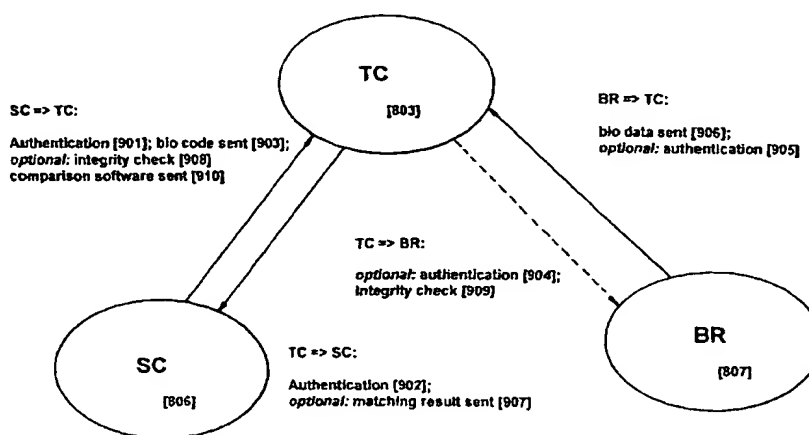 TC
[803]
SC => TC:
Authentication [901]; bio code sent [903];
optional: integrity check [908]
comparison software sent [910]
BR => TC:
bio data sent [906];
optional: authentication [905]
TC => BR:
optional: authentication [904];
Integrity check [909]
SC
[806]
TC => SC:
Authentication [902];
optional: matching result sent [907]
BR
[807]